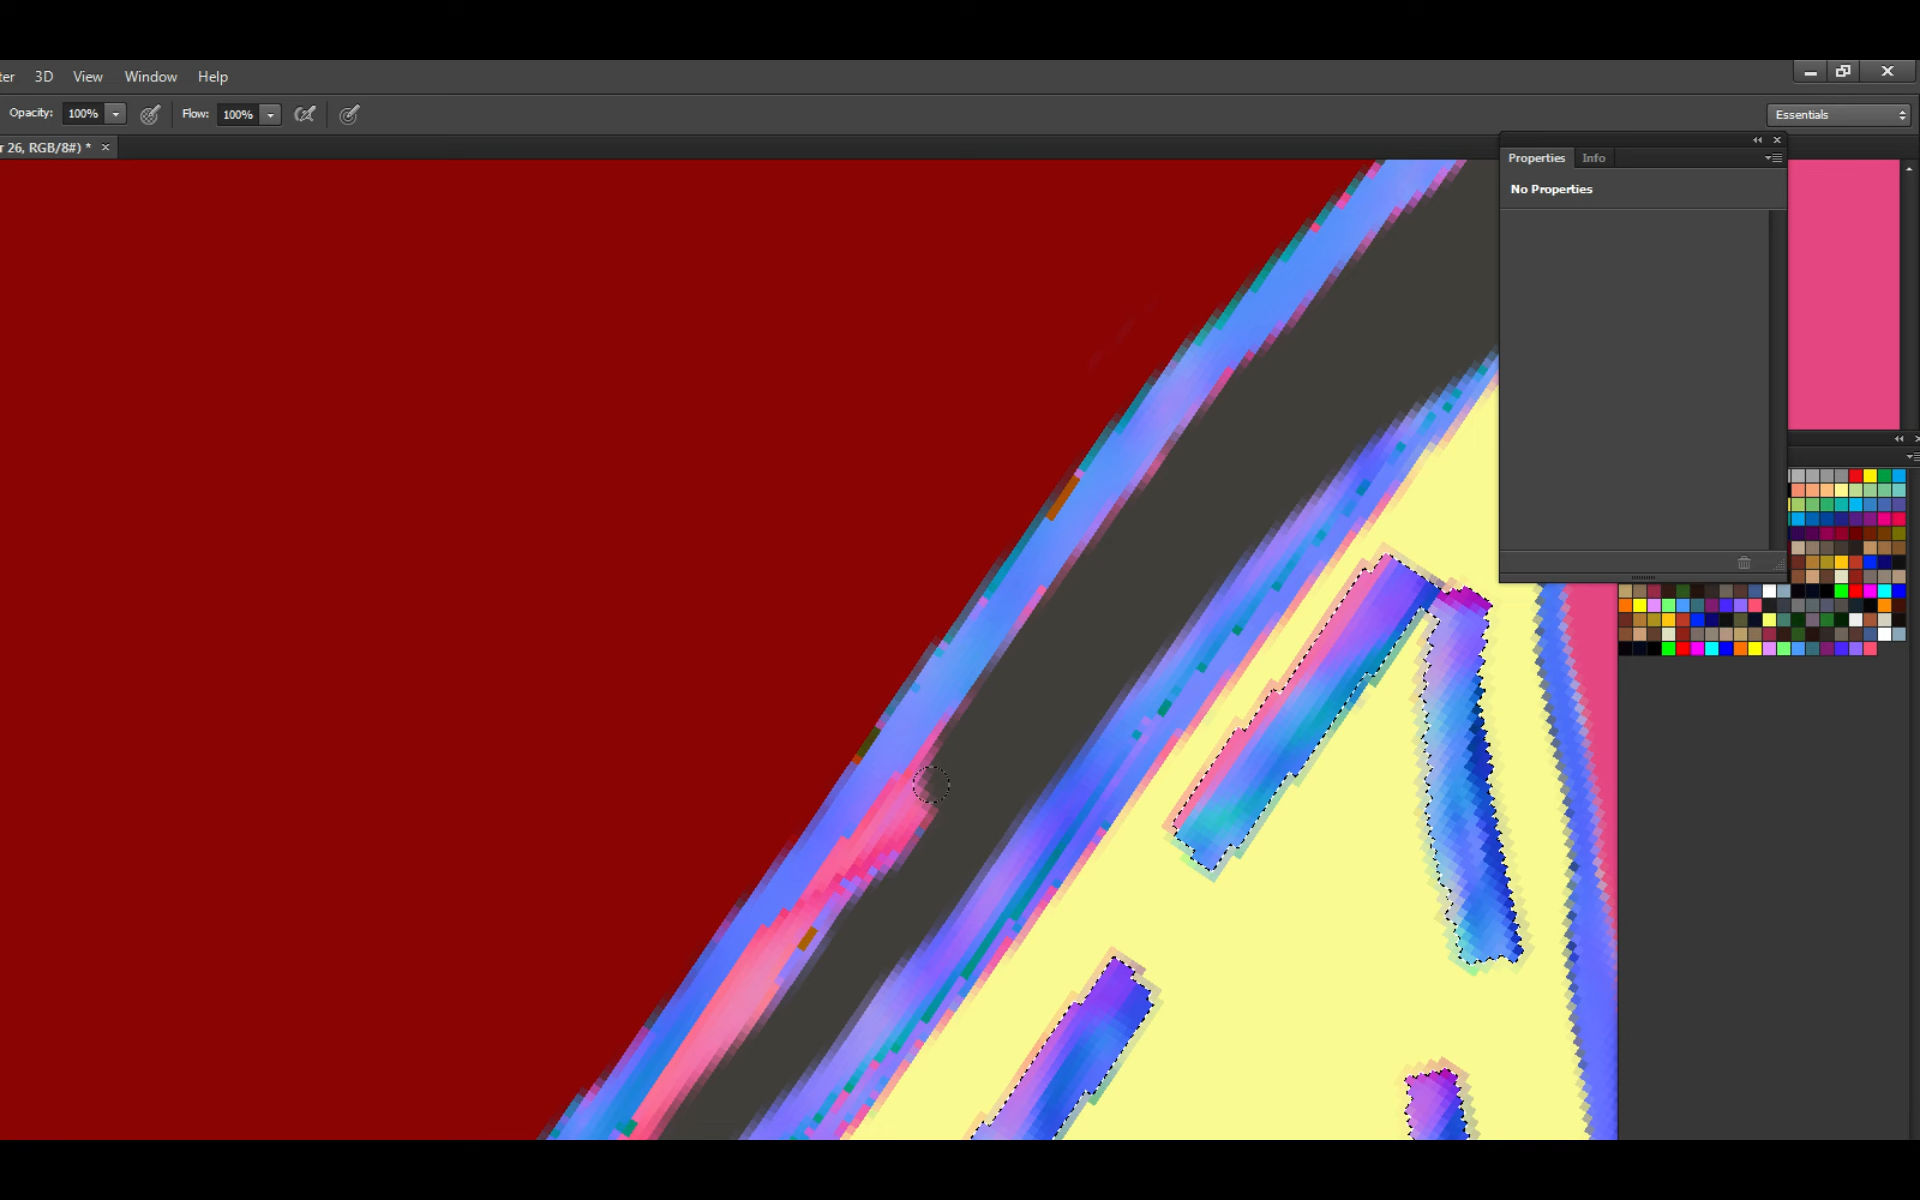 ter 3D View Window Help
Opacity: 100% Flow: 100% Essentials
r 26, RGB/8#) * ×
Properties Info
No Properties